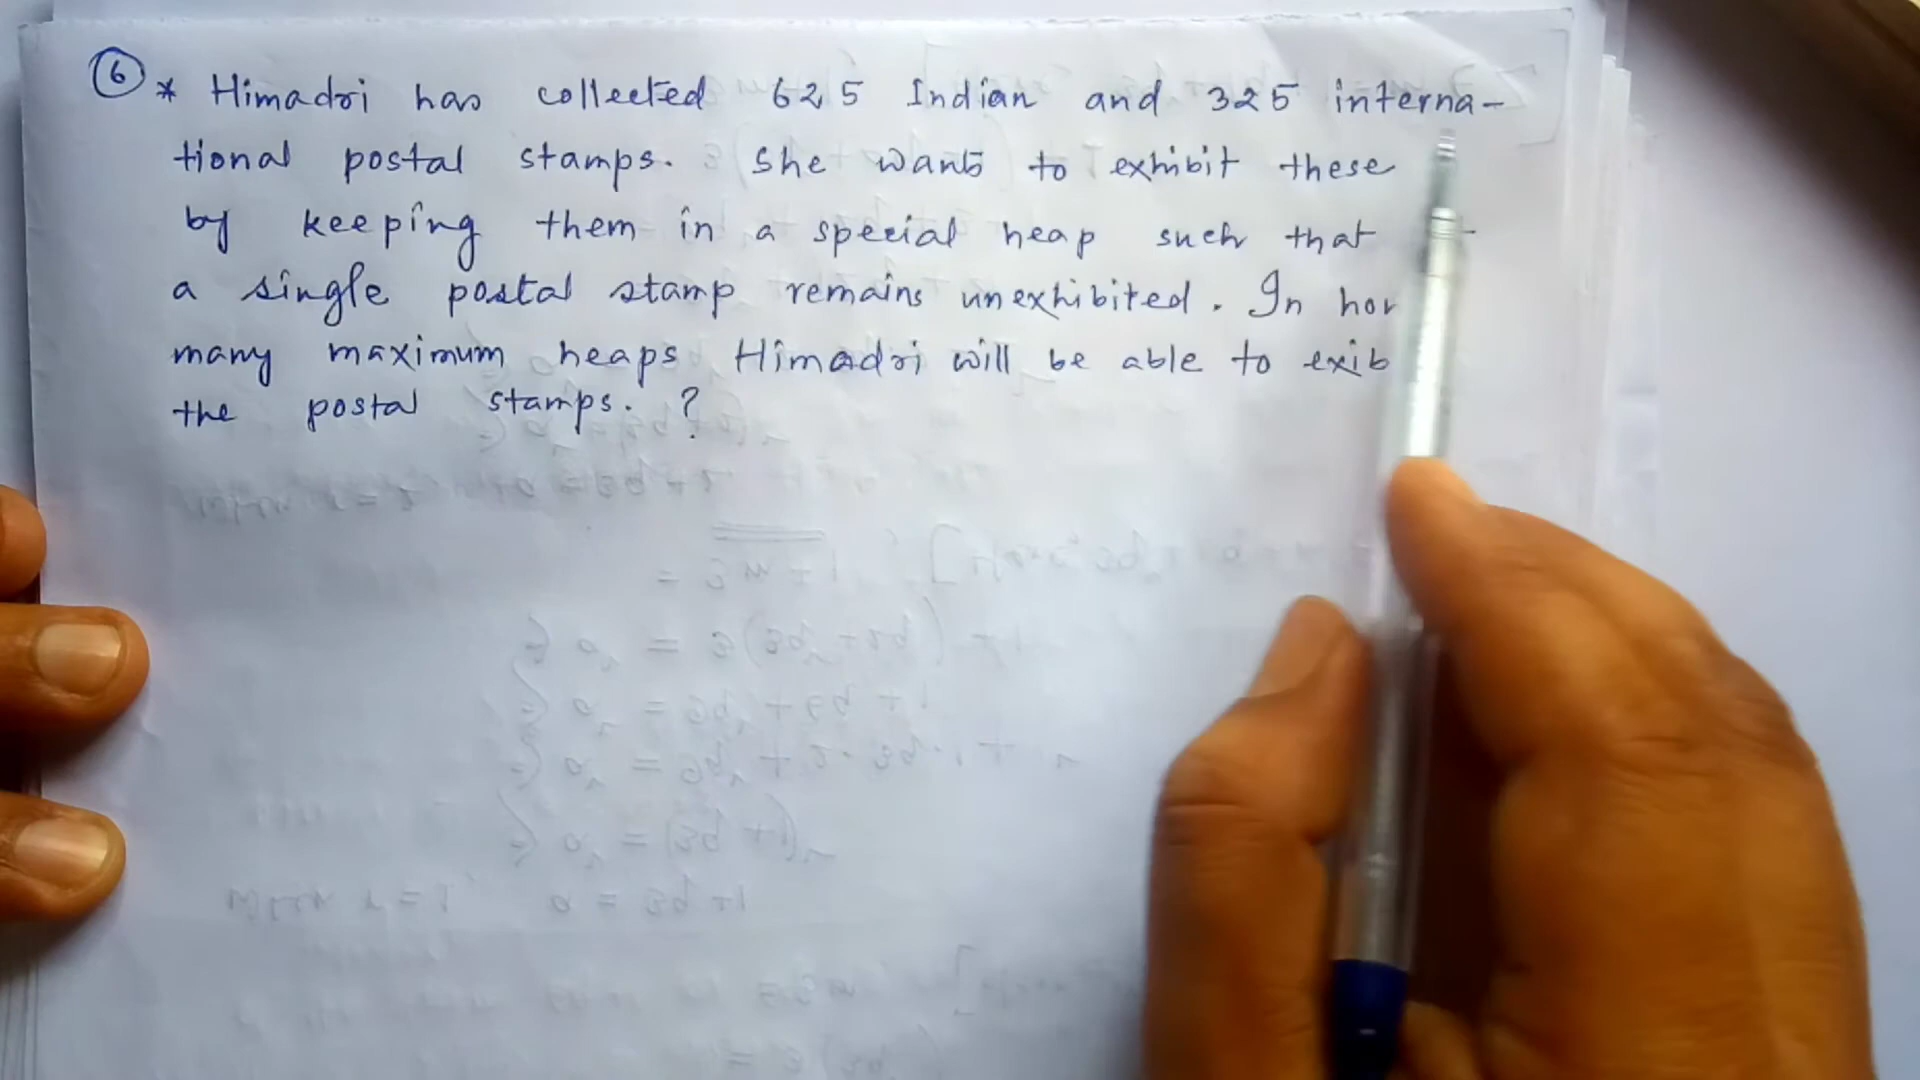 6 * Himadri has collected 625 Indian and 325 interna-
tional postal stamps. She wants to exhibit these
by keeping them in a special heap such that
a single postal stamp remains unexhibited. In
many maximum heaps Himadri will be able to exib
the postal stamps. ?